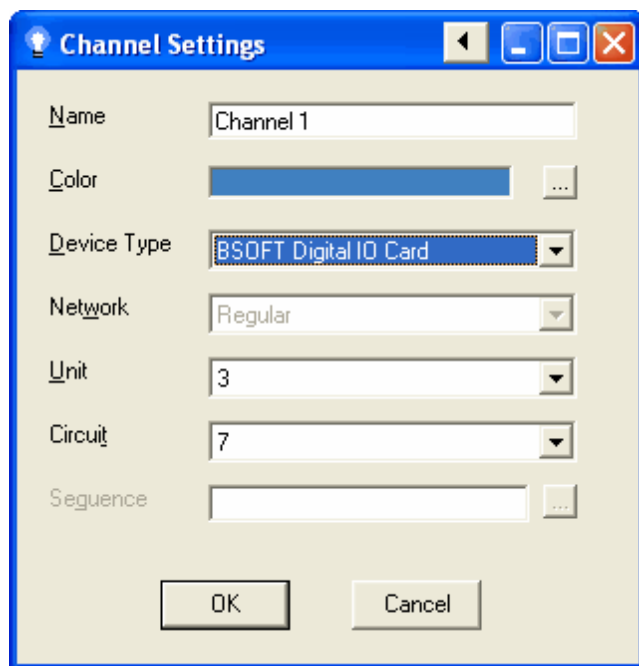 Channel Settings
Name
Channel 1
Color
...
Device Type
BSOFT Digital IO Card
Network
Regular
Unit
3
Circuit
7
Sequence
...
OK
Cancel